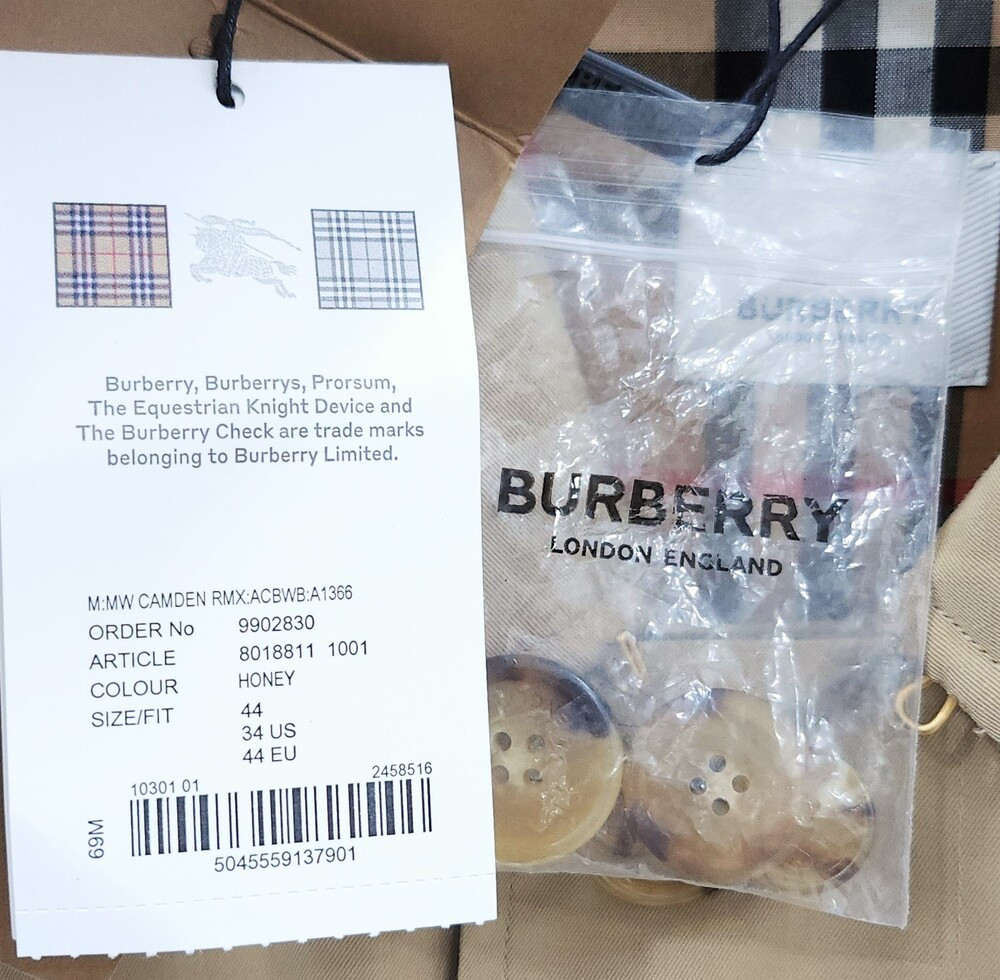 Burberry, Burberrys, Prorsum,
The Equestrian Knight Device and
The Burberry Check are trade marks
belonging to Burberry Limited.
M:MW CAMDEN RMX:ACBWB:A1366
ORDER No 9902830
ARTICLE 8018811 1001
COLOUR HONEY
SIZE/FIT 44
34 US
44 EU
10301 01 2458516
69M
5045559137901
BURBERRY
BURBERRY
LONDON ENGLAND